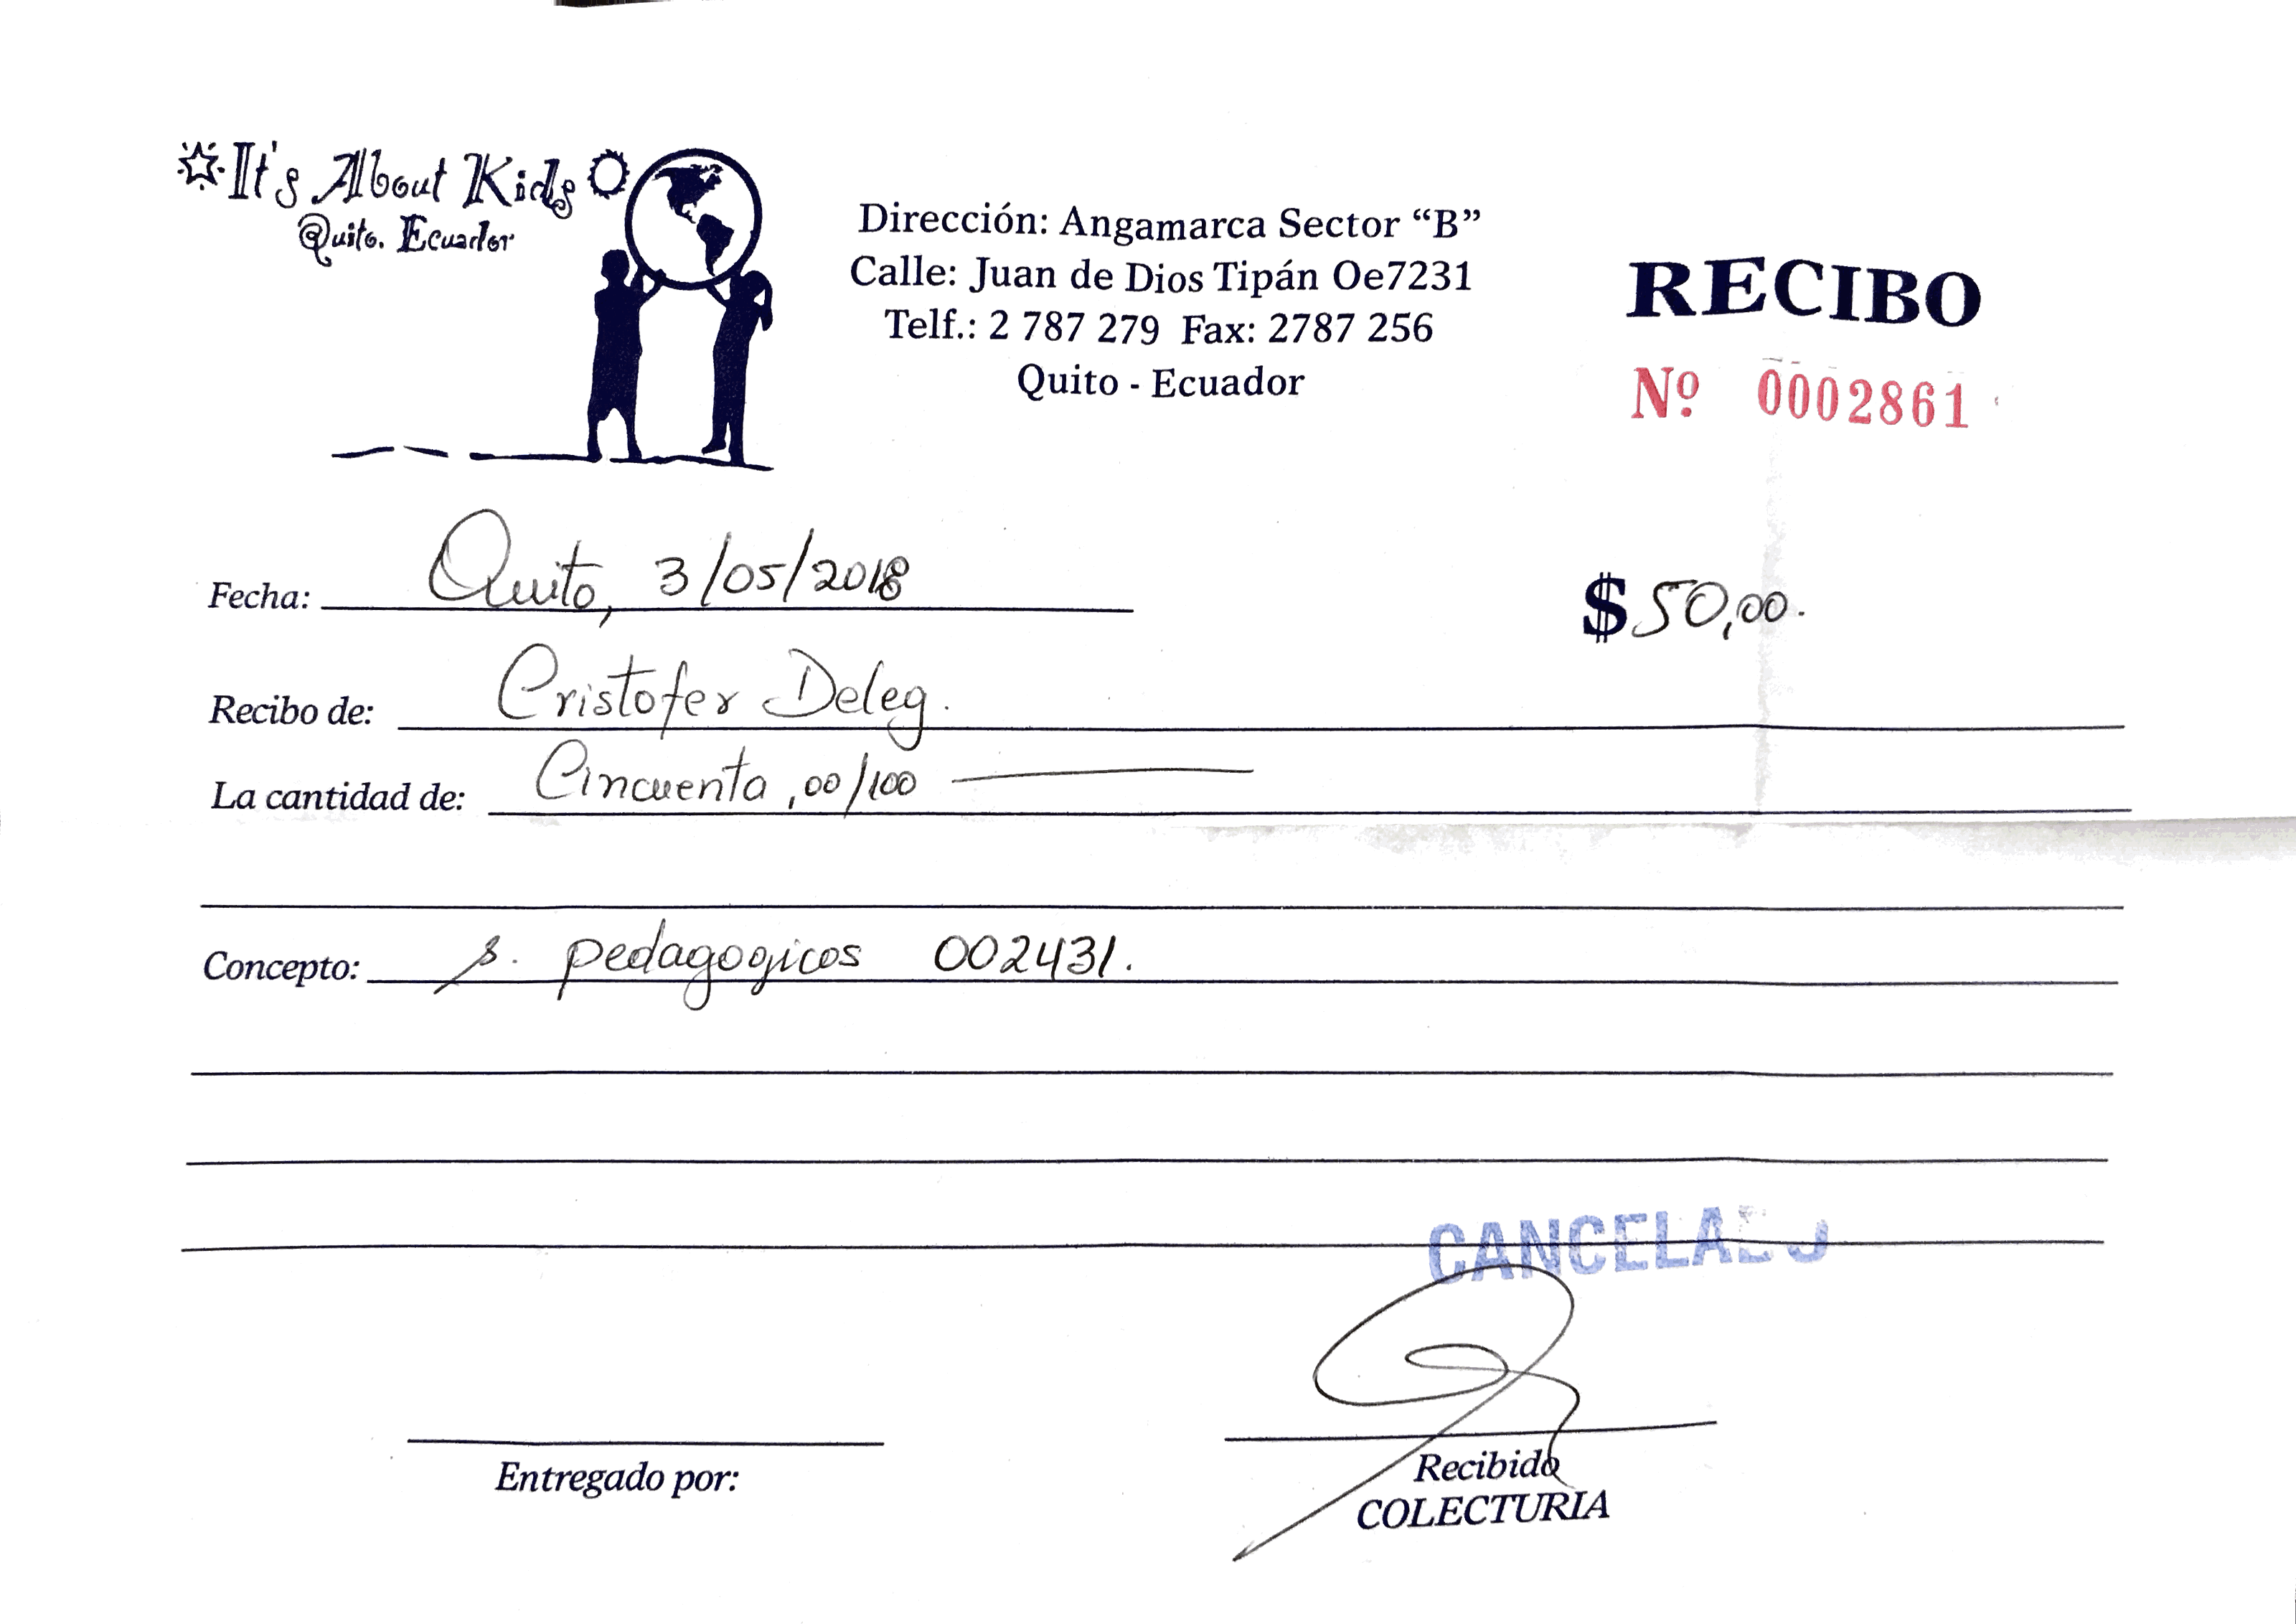 It's About Kids
Quito. Ecuador
Dirección: Angamarca Sector “B”
Calle: Juan de Dios Tipán Oe7231
Telf.: 2 787 279 Fax: 2787 256
Quito - Ecuador
RECIBO
Nº 0002861
Fecha: Quito, 3/05/2018
$ 50,00.
Recibo de: Cristofer Deleg.
La cantidad de: Cincuenta ,00/100
Concepto: s. pedagogicos 002431.
CANCELADO
Entregado por:
Recibido
COLECTURIA